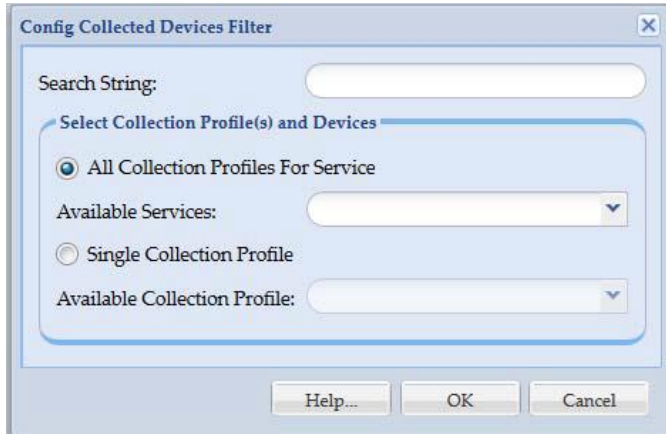 Config Collected Devices Filter
Search String:
Select Collection Profile(s) and Devices
All Collection Profiles For Service
Available Services:
Single Collection Profile
Available Collection Profile:
Help... OK Cancel